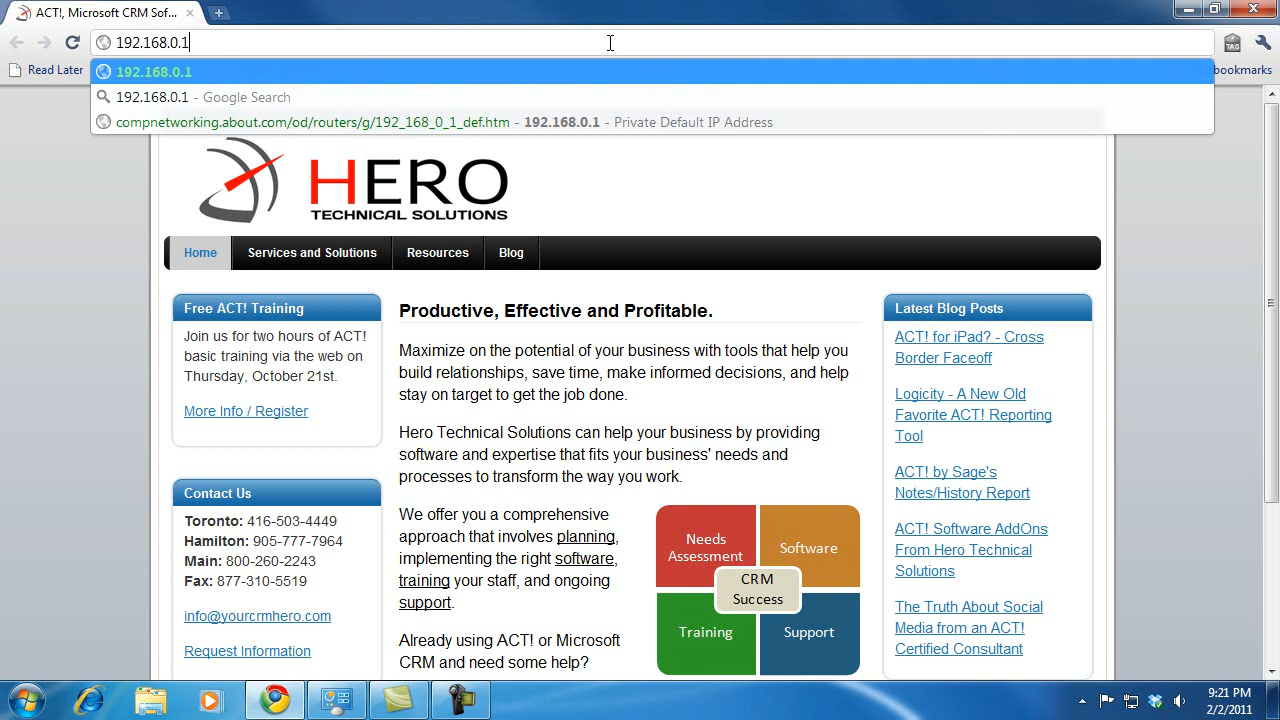 ACT!, Microsoft CRM Sof...
192.168.0.1
TAG
Read Later
bookmarks
192.168.0.1
192.168.0.1 - Google Search
compnetworking.about.com/od/routers/g/192_168_0_1_def.htm - 192.168.0.1 - Private Default IP Address
HERO
TECHNICAL SOLUTIONS
Home
Services and Solutions
Resources
Blog
Free ACT! Training
Join us for two hours of ACT!
basic training via the web on
Thursday, October 21st.
More Info / Register
Contact Us
Toronto: 416-503-4449
Hamilton: 905-777-7964
Main: 800-260-2243
Fax: 877-310-5519
info@yourcrmhero.com
Request Information
Productive, Effective and Profitable.
Maximize on the potential of your business with tools that help you
build relationships, save time, make informed decisions, and help
stay on target to get the job done.
Hero Technical Solutions can help your business by providing
software and expertise that fits your business' needs and
processes to transform the way you work.
We offer you a comprehensive
approach that involves planning,
implementing the right software,
training your staff, and ongoing
support.
Already using ACT! or Microsoft
CRM and need some help?
Needs
Assessment
Software
CRM
Success
Training
Support
Latest Blog Posts
ACT! for iPad? - Cross
Border Faceoff
Logicity - A New Old
Favorite ACT! Reporting
Tool
ACT! by Sage's
Notes/History Report
ACT! Software AddOns
From Hero Technical
Solutions
The Truth About Social
Media from an ACT!
Certified Consultant
9:21 PM
2/2/2011